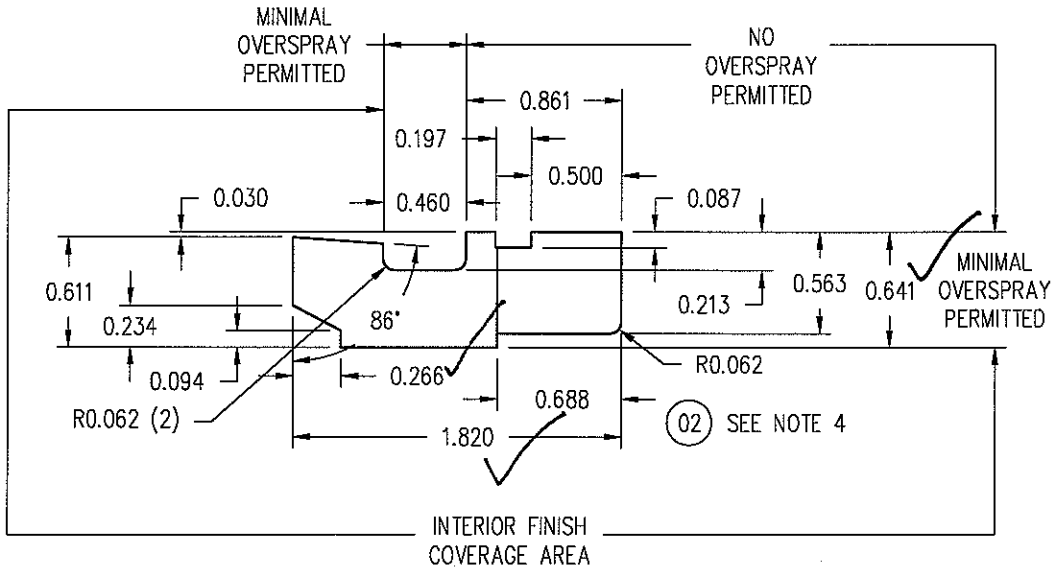 MINIMAL
OVERSPRAY
PERMITTED
NO
OVERSPRAY
PERMITTED
0.861
0.197
0.500
0.030
0.460
0.087
0.611
0.234
86°
0.213
0.563
0.641
MINIMAL
OVERSPRAY
PERMITTED
0.094
0.266
R0.062
R0.062 (2)
0.688
02 SEE NOTE 4
1.820
INTERIOR FINISH
COVERAGE AREA